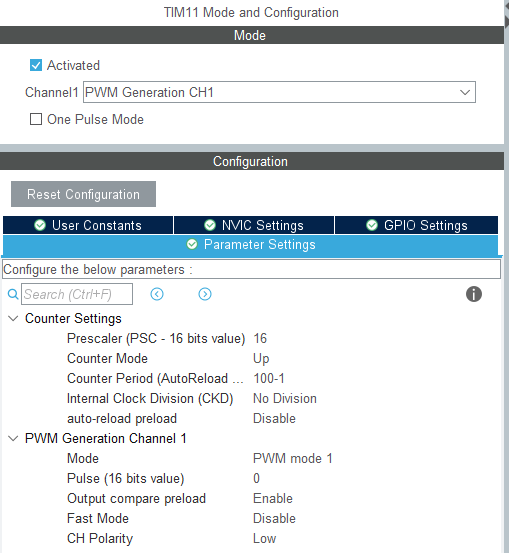 TIM11 Mode and Configuration
Mode
Activated
Channel1 PWM Generation CH1
One Pulse Mode
Configuration
Reset Configuration
User Constants NVIC Settings GPIO Settings
Parameter Settings
Configure the below parameters :
Search (Ctrl+F)
Counter Settings
Prescaler (PSC - 16 bits value) 16
Counter Mode Up
Counter Period (AutoReload ... 100-1
Internal Clock Division (CKD) No Division
auto-reload preload Disable
PWM Generation Channel 1
Mode PWM mode 1
Pulse (16 bits value) 0
Output compare preload Enable
Fast Mode Disable
CH Polarity Low